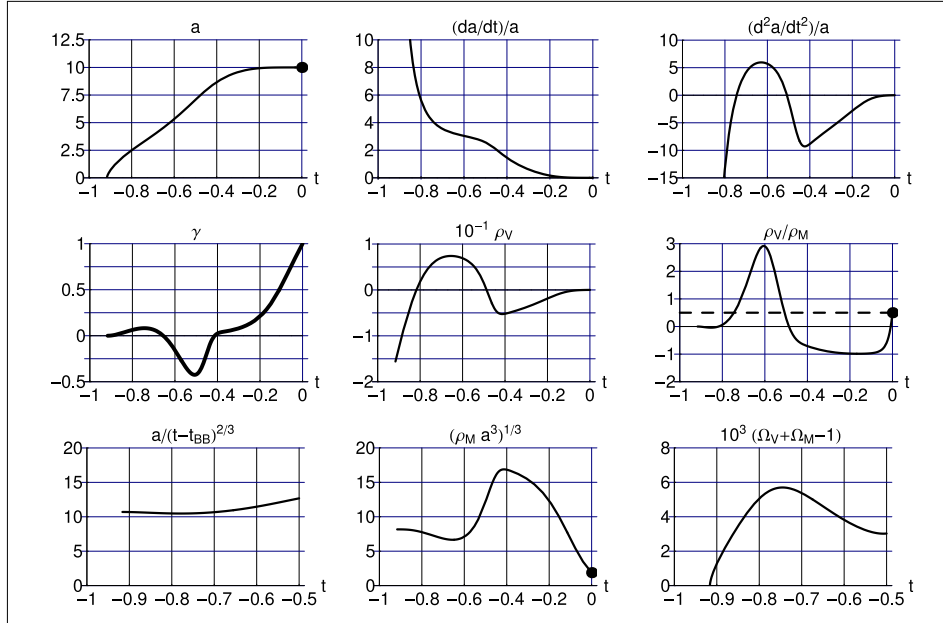 a
12.5
10
7.5
5
2.5
0
-1 -0.8 -0.6 -0.4 -0.2 0 t
(da/dt)/a
10
8
6
4
2
0
-1 -0.8 -0.6 -0.4 -0.2 0 t
(d²a/dt²)/a
10
5
0
-5
-10
-15
-1 -0.8 -0.6 -0.4 -0.2 0 t
γ
1
0.5
0
-0.5
-1 -0.8 -0.6 -0.4 -0.2 0 t
10⁻¹ ρ_V
1
0
-1
-2
-1 -0.8 -0.6 -0.4 -0.2 0 t
ρ_V/ρ_M
3
2
1
0
-1
-2
-1 -0.8 -0.6 -0.4 -0.2 0 t
a/(t-t_BB)^2/3
20
15
10
5
0
-1 -0.9 -0.8 -0.7 -0.6 -0.5 t
(ρ_M a³)^1/3
20
15
10
5
0
-1 -0.8 -0.6 -0.4 -0.2 0 t
10³ (Ω_V+Ω_M-1)
8
6
4
2
0
-1 -0.9 -0.8 -0.7 -0.6 -0.5 t